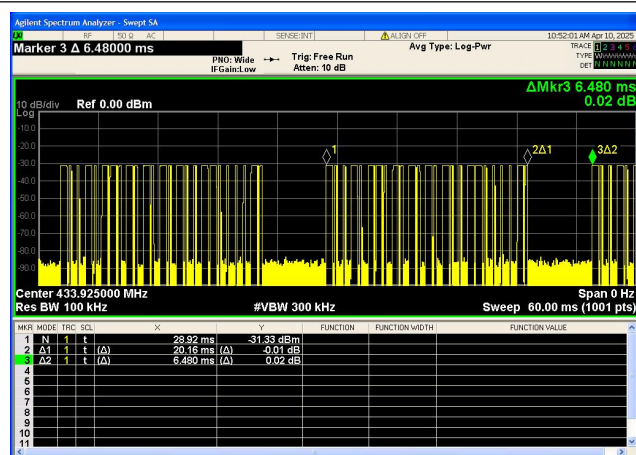 Agilent Spectrum Analyzer - Swept SA
RF 50 Ω AC SENSE:INT ALIGN OFF 10:52:01 AM Apr 10, 2025
Marker 3 Δ 6.48000 ms
PNO: Wide Trig: Free Run Avg Type: Log-Pwr TRACE 1 2 3 4 5
IFGain:Low Atten: 10 dB TYPE
DET N N N N N
ΔMkr3 6.480 ms
0.02 dB
10 dB/div Ref 0.00 dBm
Log
-10.0
-20.0
1 2Δ1 3Δ2
-30.0
-40.0
-50.0
-60.0
-70.0
-80.0
-90.0
Center 433.925000 MHz Span 0 Hz
Res BW 100 kHz #VBW 300 kHz Sweep 60.00 ms (1001 pts)
MKR MODE TRC SCL X Y FUNCTION FUNCTION WIDTH FUNCTION VALUE
1 N 1 t 28.92 ms -31.33 dBm
2 Δ1 1 t (Δ) 20.16 ms (Δ) -0.01 dB
3 Δ2 1 t (Δ) 6.480 ms (Δ) 0.02 dB
4
5
6
7
8
9
10
11